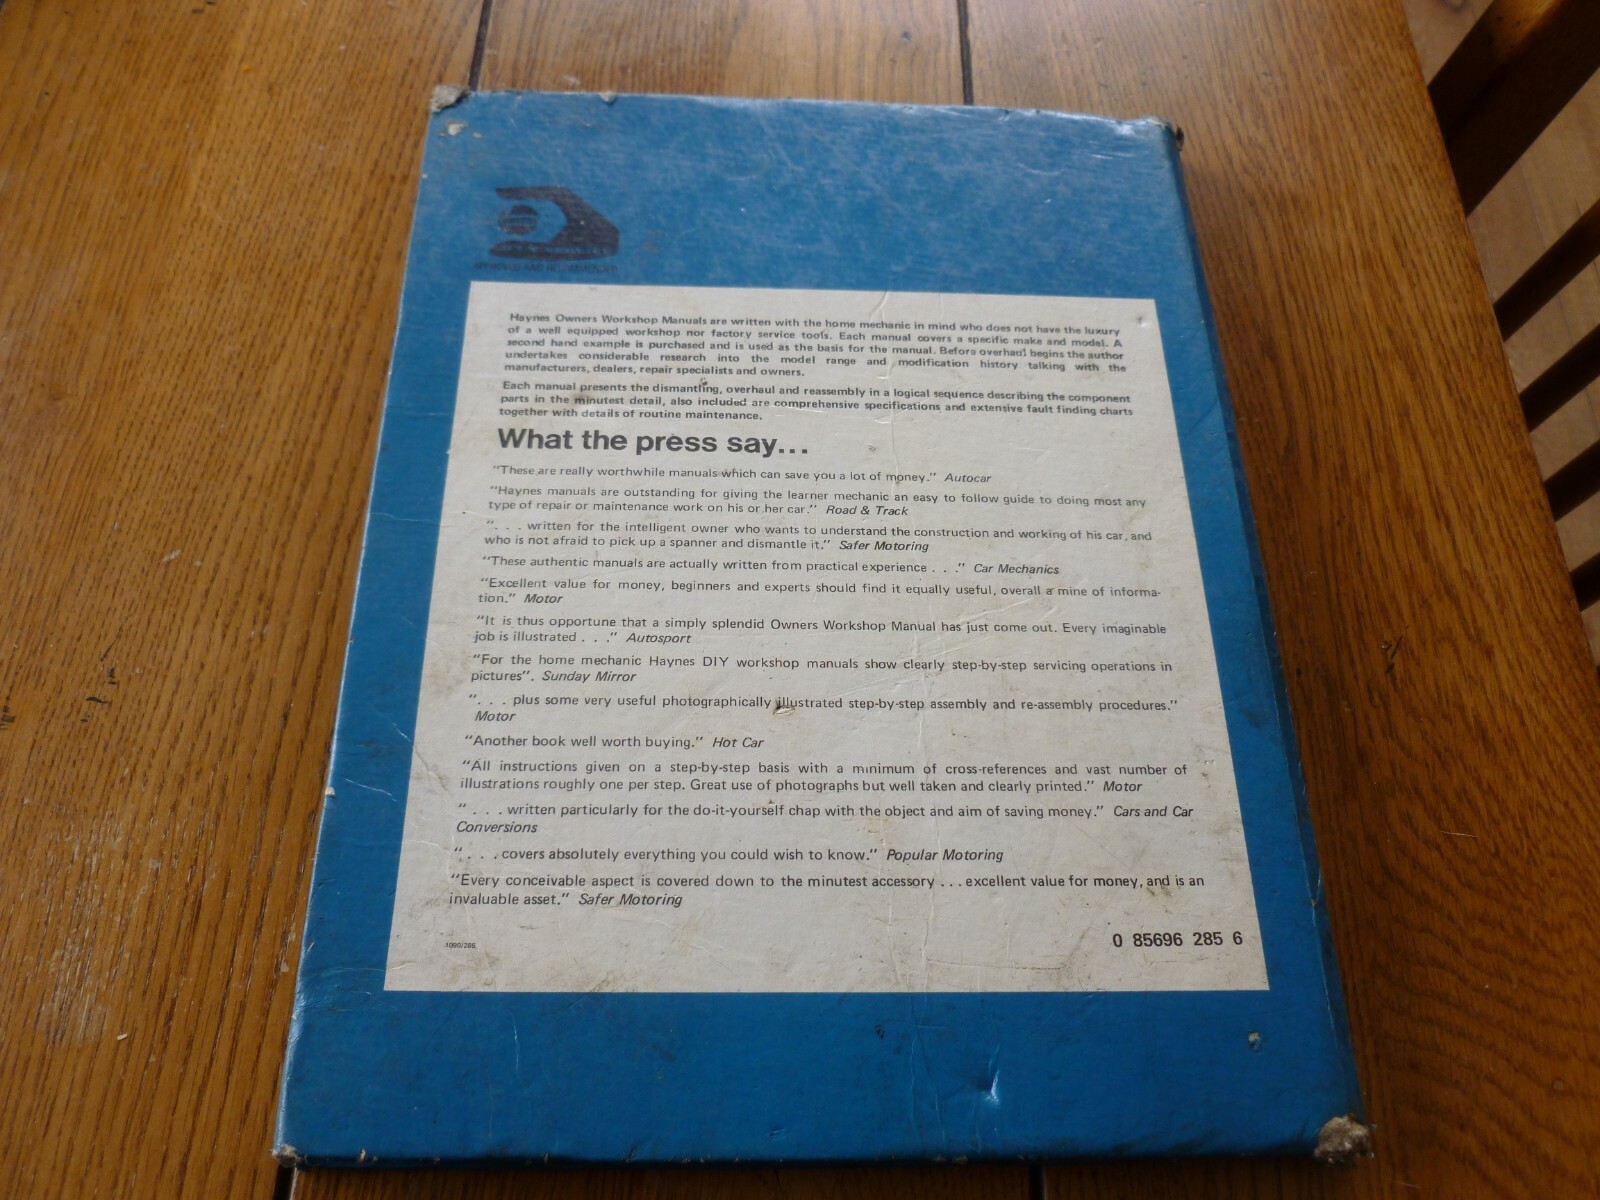 APPROVED AND RECOMMENDED
Haynes Owners Workshop Manuals are written with the home mechanic in mind who does not have the luxury
of a well equipped workshop nor factory service tools. Each manual covers a specific make and model. A
second hand example is purchased and is used as the basis for the manual. Before overhaul begins the author
undertakes considerable research into the model range and modification history talking with the
manufacturers, dealers, repair specialists and owners.
Each manual presents the dismantling, overhaul and reassembly in a logical sequence describing the component
parts in the minutest detail, also included are comprehensive specifications and extensive fault finding charts
together with details of routine maintenance.
What the press say...
"These are really worthwhile manuals which can save you a lot of money." Autocar
"Haynes manuals are outstanding for giving the learner mechanic an easy to follow guide to doing most any
type of repair or maintenance work on his or her car." Road & Track
". . . written for the intelligent owner who wants to understand the construction and working of his car, and
who is not afraid to pick up a spanner and dismantle it." Safer Motoring
"These authentic manuals are actually written from practical experience . . ." Car Mechanics
"Excellent value for money, beginners and experts should find it equally useful, overall a mine of informa-
tion." Motor
"It is thus opportune that a simply splendid Owners Workshop Manual has just come out. Every imaginable
job is illustrated . . ." Autosport
"For the home mechanic Haynes DIY workshop manuals show clearly step-by-step servicing operations in
pictures". Sunday Mirror
". . . plus some very useful photographically illustrated step-by-step assembly and re-assembly procedures."
Motor
"Another book well worth buying." Hot Car
"All instructions given on a step-by-step basis with a minimum of cross-references and vast number of
illustrations roughly one per step. Great use of photographs but well taken and clearly printed." Motor
" . . . written particularly for the do-it-yourself chap with the object and aim of saving money." Cars and Car
Conversions
". . . covers absolutely everything you could wish to know." Popular Motoring
"Every conceivable aspect is covered down to the minutest accessory . . . excellent value for money, and is an
invaluable asset." Safer Motoring
1090/285
0 85696 285 6